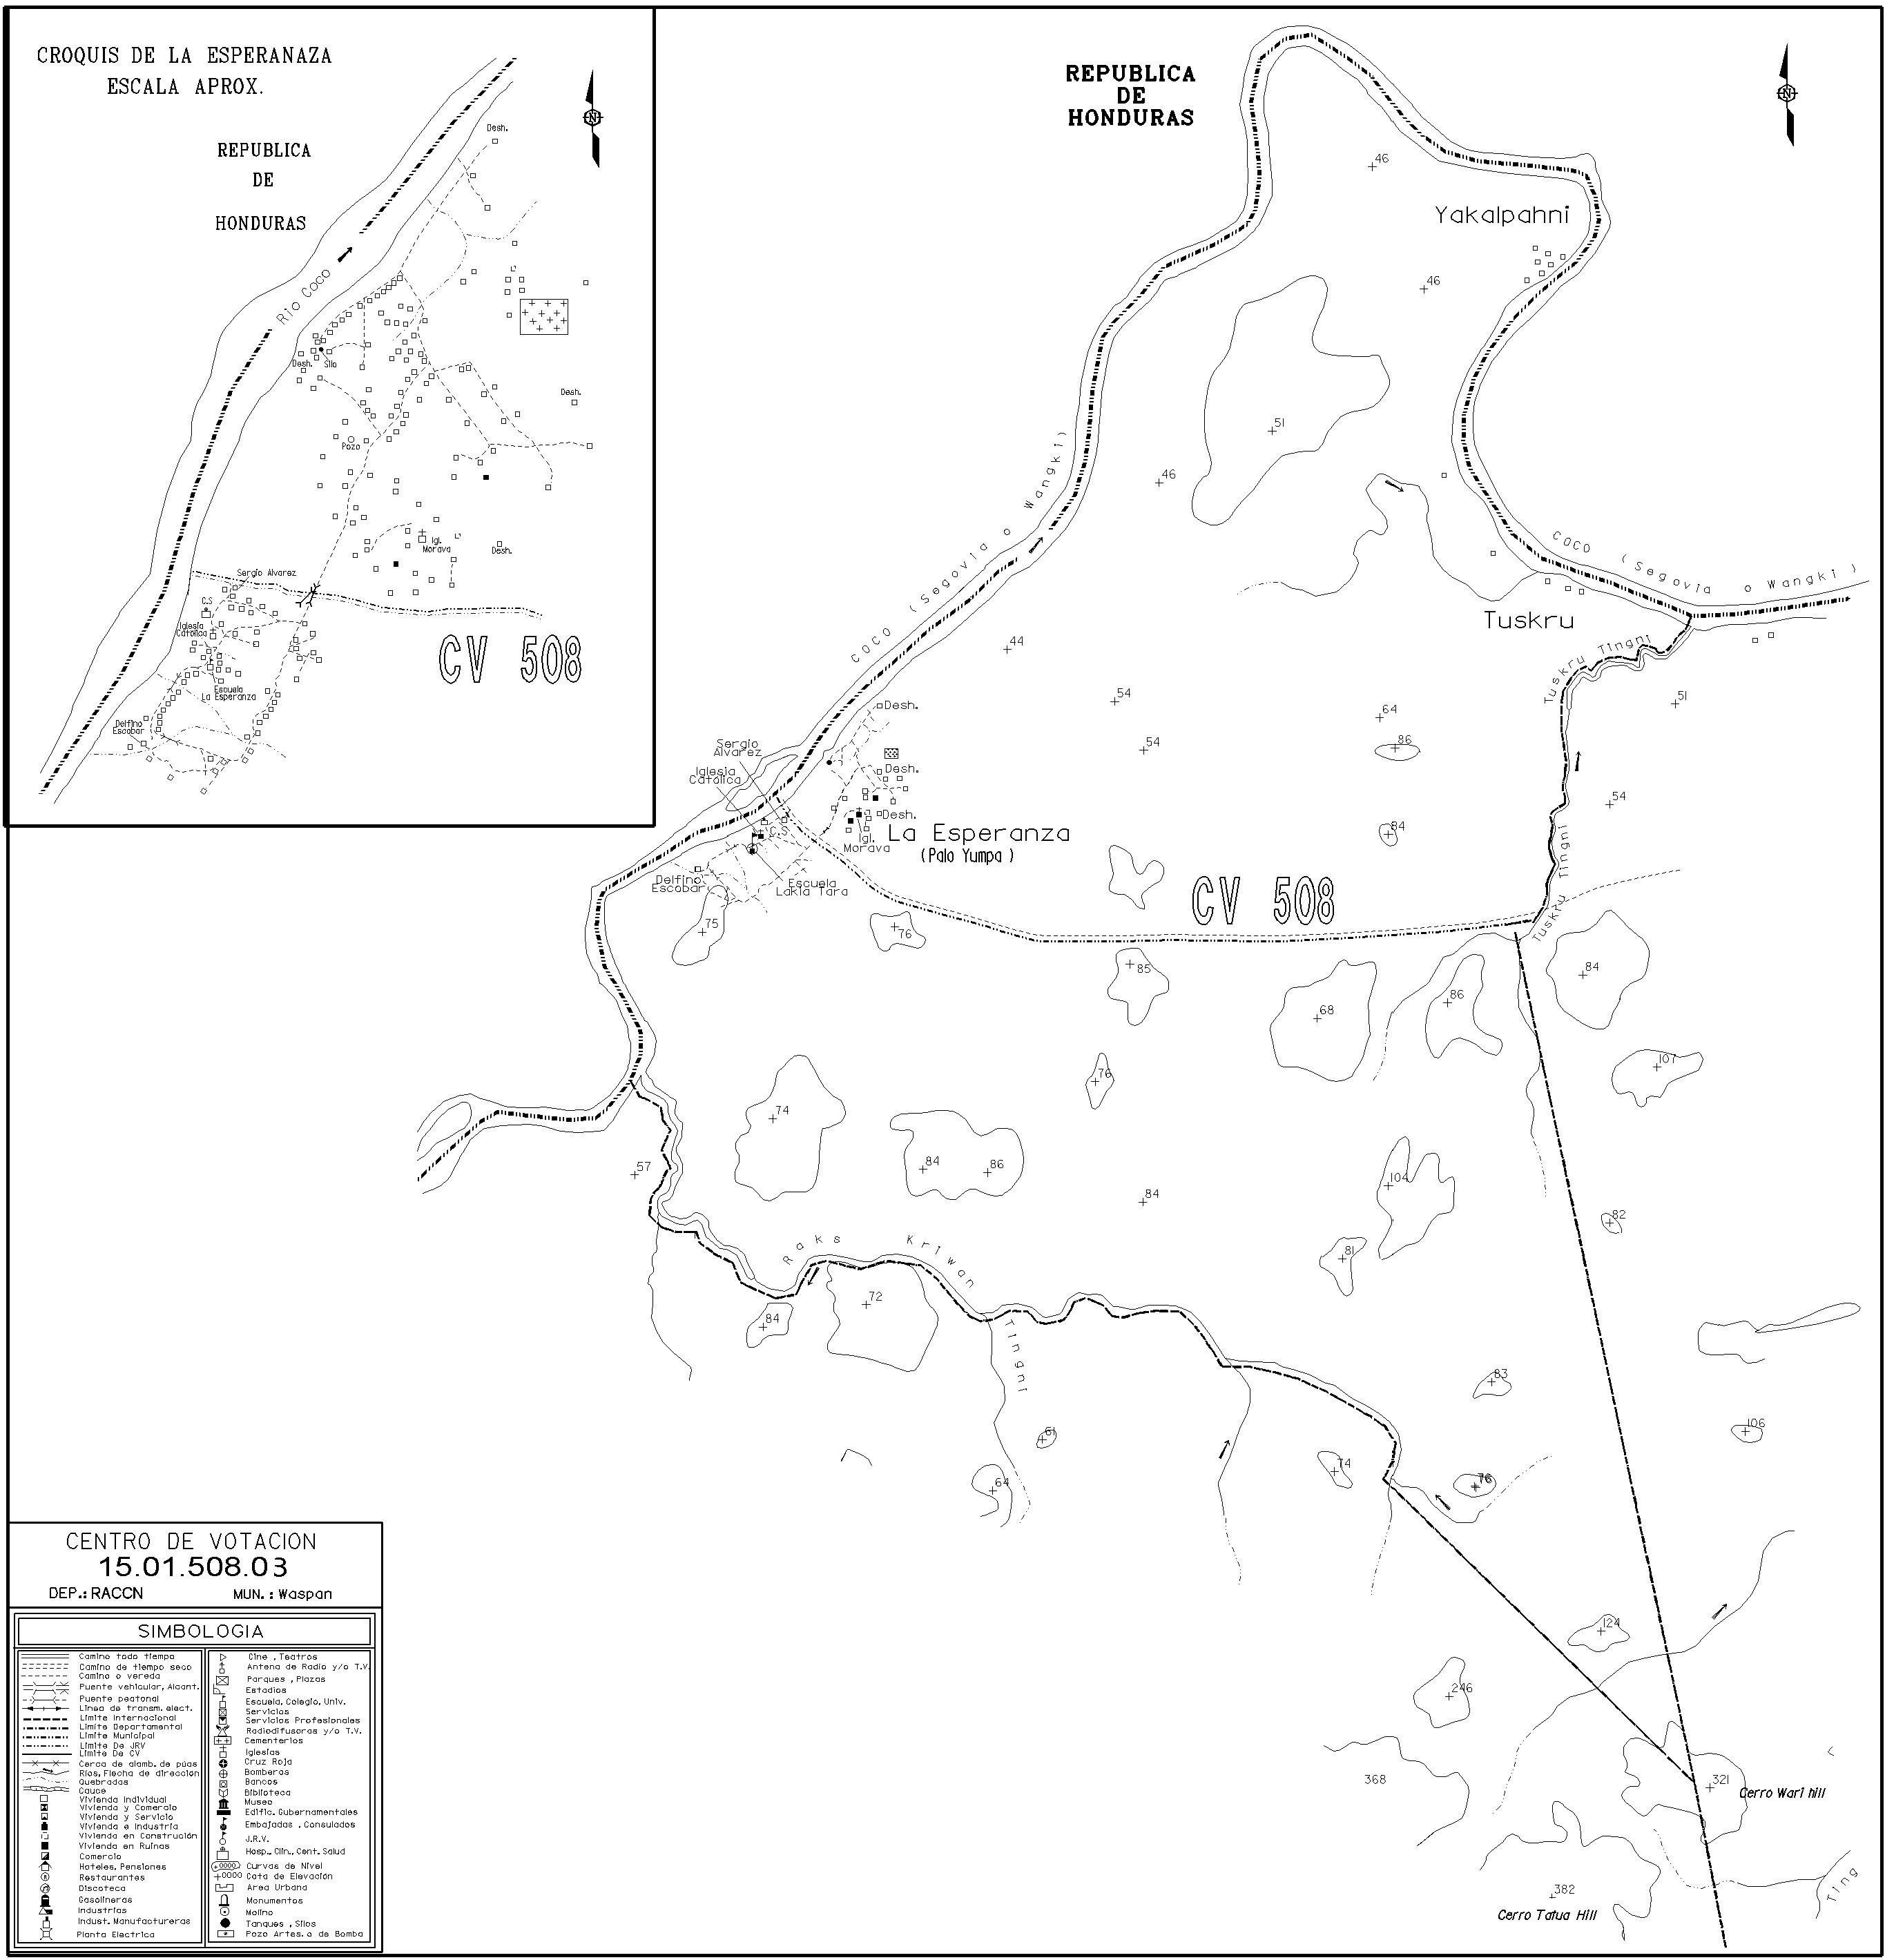 CROQUIS DE LA ESPERANAZA
ESCALA APROX.
REPUBLICA
DE
HONDURAS
Rio Coco
Desh.
Desh.
Silo
Desh.
Pozo
Igl.
Morava
Desh.
Sergio Alvarez
C.S
Iglesia
Católica
Escuela
La Esperanza
Delfino
Escobar
CV 508
REPUBLICA
DE
HONDURAS
46
Yakalpahni
46
51
46
COCO (Segovia o Wangki)
COCO (Segovia o Wangki)
Tuskru
Tuskru Tingni
44
54
64
51
54
86
54
84
Desh.
Sergio
Alvarez
Iglesia
Católica
Desh.
Desh.
C.S
La Esperanza
(Palo Yumpa)
Igl.
Morava
Delfino
Escobar
Escuela
Lakia Tara
CV 508
Tuskru Tingni
75
76
85
84
86
68
107
76
74
84
86
57
84
104
82
81
Raks Kriwan Tingni
72
84
83
106
61
74
76
64
124
246
368
321
Cerro Wari hill
382
Cerro Tatua Hill
Ting
CENTRO DE VOTACION
15.01.508.03
DEP.: RACCN MUN. : Waspan
SIMBOLOGIA
Camino todo tiempo
Camino de tiempo seco
Camino o vereda
Puente vehicular, Alcant.
Puente peatonal
Linea de transm. elect.
Limite Internacional
Limite Departamental
Limite Municipal
Limite De JRV
Limite De CV
Cerca de alamb. de púas
Rios, Flecha de dirección
Quebradas
Cauce
Vivienda Individual
Vivienda y Comercio
Vivienda y Servicio
Vivienda e Industria
Vivienda en Construción
Vivienda en Ruinas
Comercio
Hoteles, Pensiones
Restaurantes
Discoteca
Gasolineras
Industrias
Indust. Manufactureras
Planta Electrica
Cine , Teatros
Antena de Radio y/o T.V.
Parques , Plazas
Estadios
Escuela, Colegio, Univ.
Servicios
Servicios Profesionales
Radiodifusoras y/o T.V.
Cementerios
Iglesias
Cruz Roja
Bomberos
Bancos
Biblioteca
Museo
Edific. Gubernamentales
Embajadas , Consulados
J.R.V.
Hosp., Clin., Cent. Salud
Curvas de Nivel
+0000 Cota de Elevación
Area Urbana
Monumentos
Molino
Tanques , Silos
Pozo Artes. o de Bomba